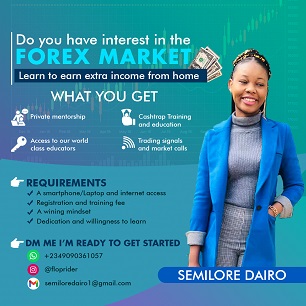 Do you have interest in the
FOREX MARKET
Learn to earn extra income from home
WHAT YOU GET
Private mentorship
Cashtrop Training
and education
Access to our world
class educators
Trading signals
and market calls
REQUIREMENTS
A smartphone/Laptop and internet access
Registration and training fee
A wining mindset
Dedication and willingness to learn
DM ME I'M READY TO GET STARTED
+2349090361057
@floprider
semiloredairo1@gmail.com
SEMILORE DAIRO